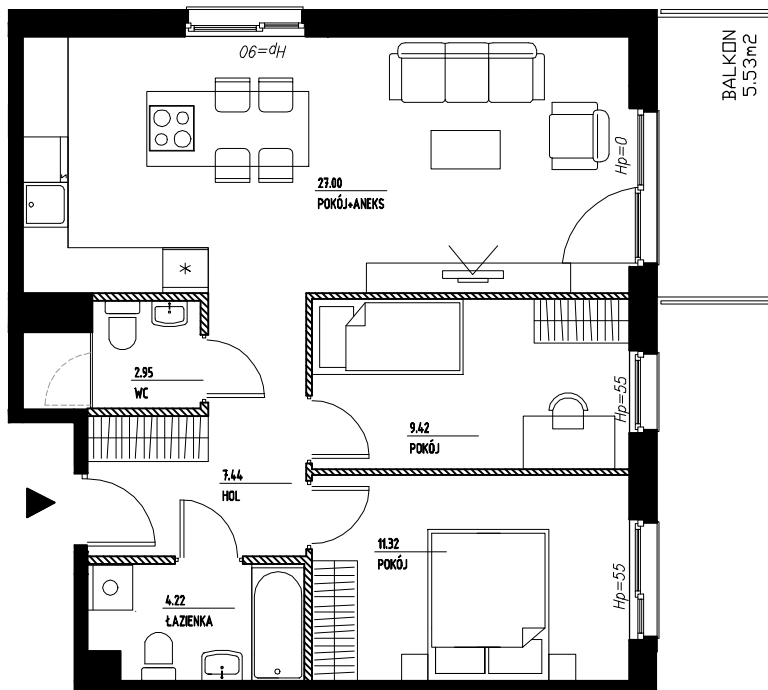 Hp=90
BALKON
5.53m2
Hp=0
27.00
POKÓJ+ANEKS
2.95
WC
Hp=55
9.42
POKÓJ
7.44
HOL
11.32
POKÓJ
Hp=55
4.22
ŁAZIENKA